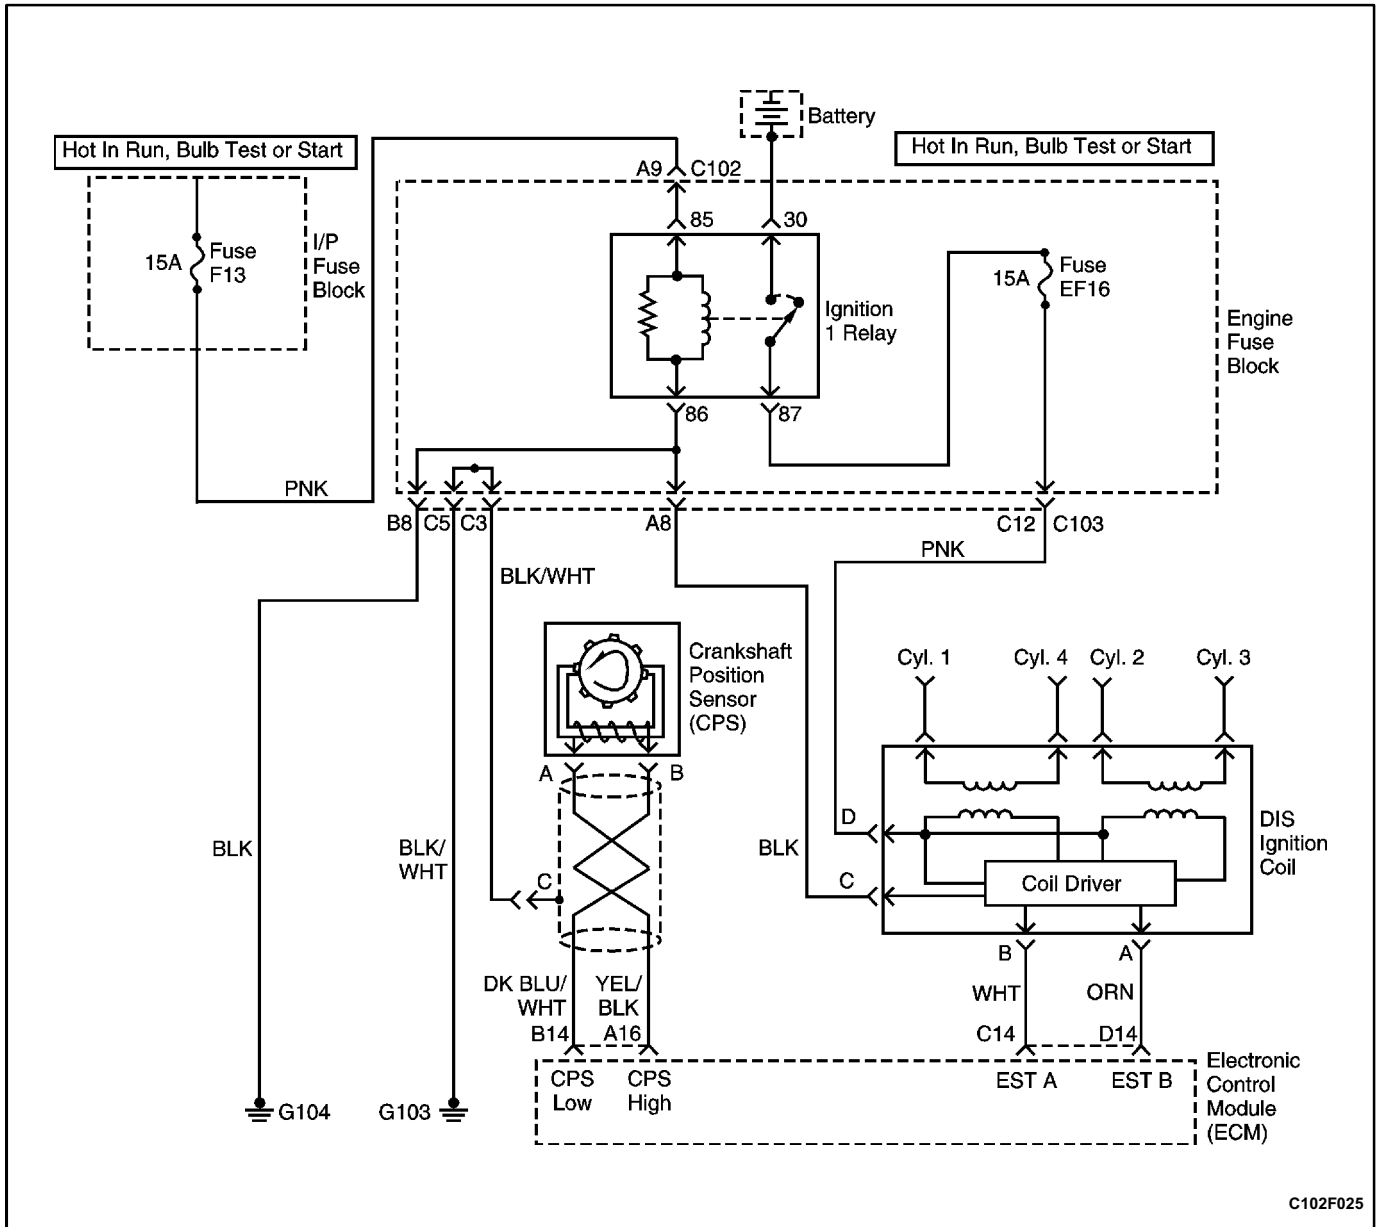 Battery
Hot In Run, Bulb Test or Start
Hot In Run, Bulb Test or Start
A9
C102
85
30
15A
Fuse
F13
I/P
Fuse
Block
15A
Fuse
EF16
Ignition
1 Relay
Engine
Fuse
Block
86
87
PNK
B8
C5
C3
A8
C12
C103
PNK
BLK/WHT
Crankshaft
Position
Sensor
(CPS)
Cyl. 1
Cyl. 4
Cyl. 2
Cyl. 3
A
B
D
DIS
Ignition
Coil
BLK
BLK/
WHT
BLK
C
C
Coil Driver
B
A
DK BLU/
WHT
YEL/
BLK
WHT
ORN
B14
A16
C14
D14
CPS
Low
CPS
High
EST A
EST B
Electronic
Control
Module
(ECM)
G104
G103
C102F025